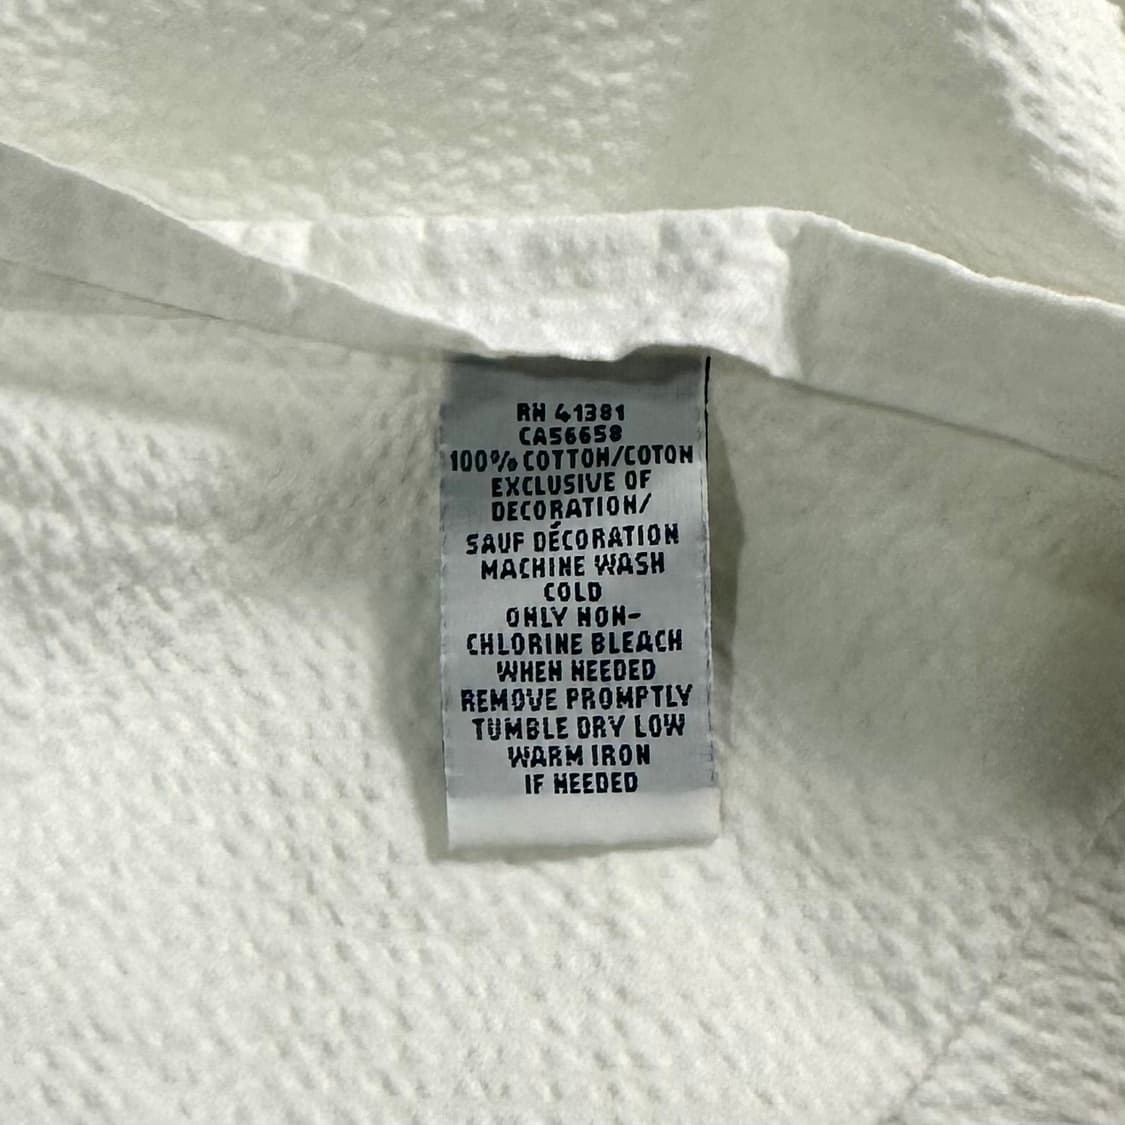 RN 41381
CA56658
100% COTTON/COTON
EXCLUSIVE OF
DECORATION/
SAUF DÉCORATION
MACHINE WASH
COLD
ONLY NON-
CHLORINE BLEACH
WHEN NEEDED
REMOVE PROMPTLY
TUMBLE DRY LOW
WARM IRON
IF NEEDED